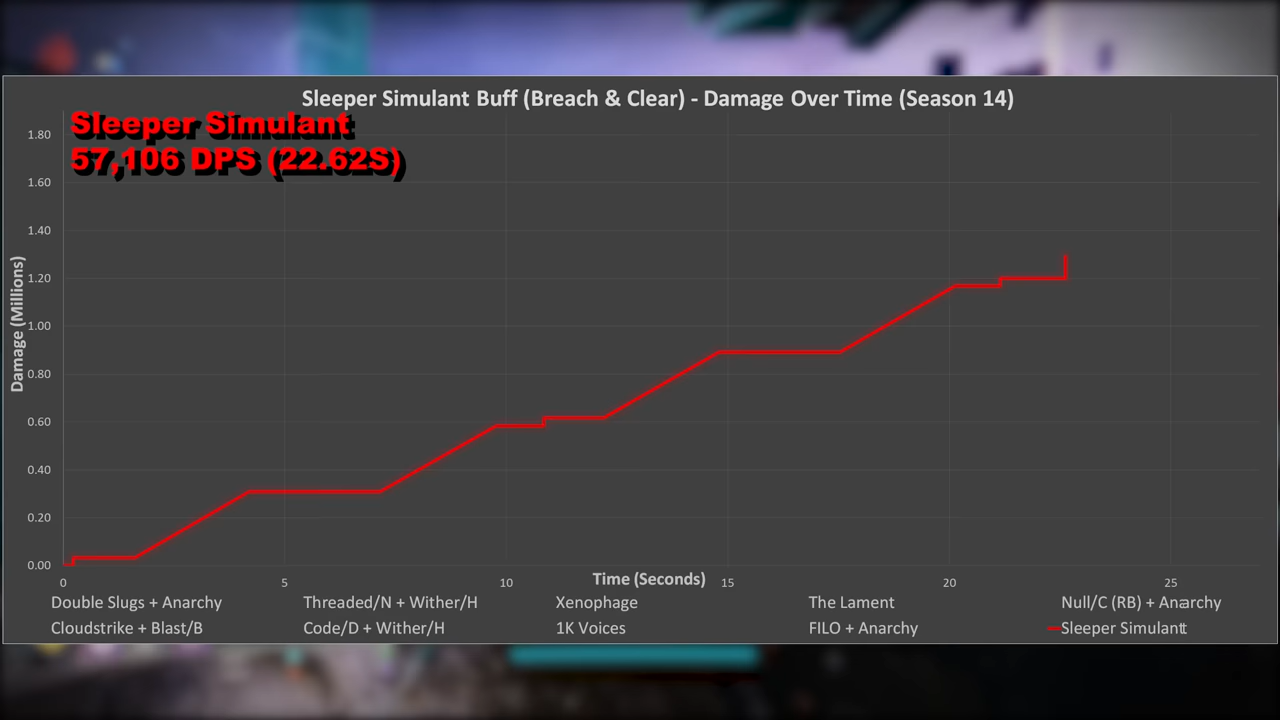 Sleeper Simulant Buff (Breach & Clear) - Damage Over Time (Season 14)
Sleeper Simulant
57,106 DPS (22.62S)
Damage (Millions)
1.80
1.60
1.40
1.20
1.00
0.80
0.60
0.40
0.20
0.00
0 5 10 15 20 25
Time (Seconds)
Double Slugs + Anarchy Threaded/N + Wither/H Xenophage The Lament Null/C (RB) + Anarchy
Cloudstrike + Blast/B Code/D + Wither/H 1K Voices FILO + Anarchy Sleeper Simulant